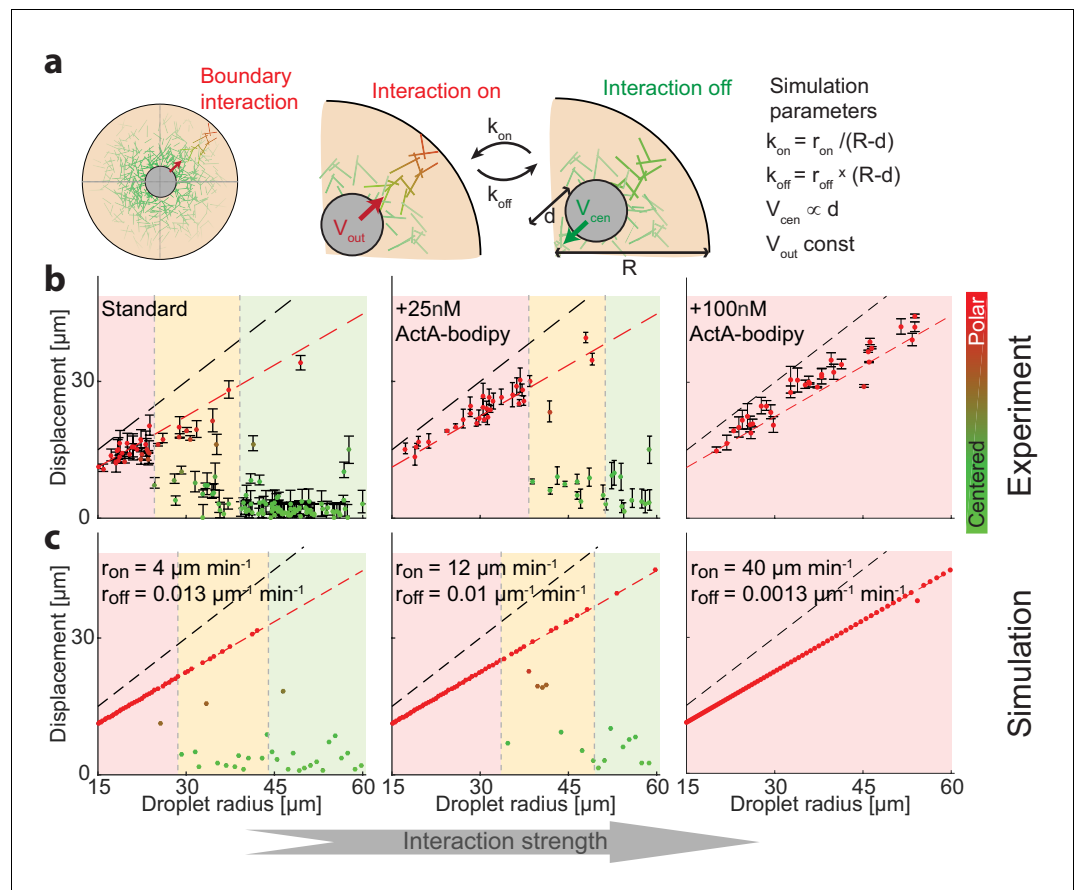 a
Boundary
interaction
Interaction on
Interaction off
Simulation
parameters
k_on = r_on /(R-d)
k_off = r_off x (R-d)
V_cen ∝ d
V_out const
k_on
k_off
V_out
V_cen
d
R
b
Standard
+25nM
ActA-bodipy
+100nM
ActA-bodipy
Displacement [µm]
30
0
Polar
Centered
Experiment
c
r_on = 4 µm min⁻¹
r_off = 0.013 µm⁻¹ min⁻¹
r_on = 12 µm min⁻¹
r_off = 0.01 µm⁻¹ min⁻¹
r_on = 40 µm min⁻¹
r_off = 0.0013 µm⁻¹ min⁻¹
Displacement [µm]
30
0
Simulation
15 30 45 60
15 30 45 60
15 30 45 60
Droplet radius [µm]
Droplet radius [µm]
Droplet radius [µm]
Interaction strength